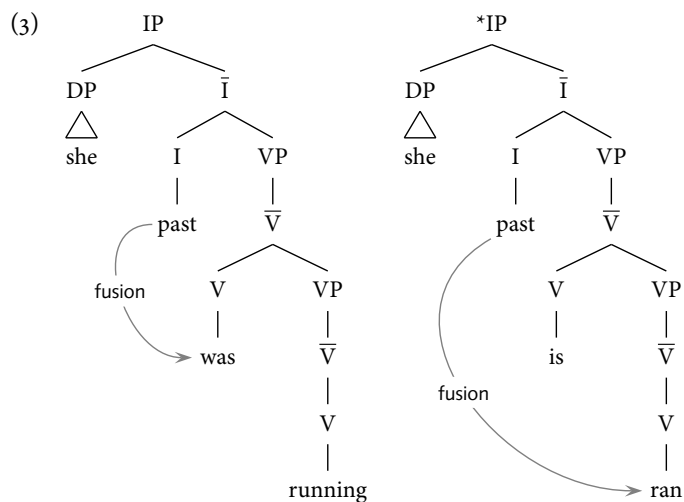 (3) IP *IP
DP Ī DP Ī
she I VP she I VP
past V̅ past V̅
fusion V VP V VP
was V̅ is V̅
fusion
V V
running ran